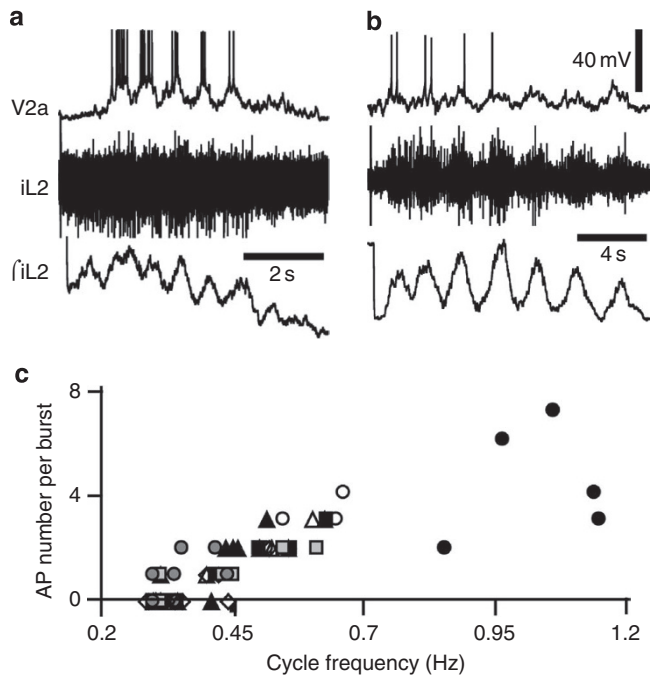 a
b
40 mV
V2a
iL2
∫iL2
2 s
4 s
c
8
4
0
AP number per burst
0.2
0.45
0.7
0.95
1.2
Cycle frequency (Hz)